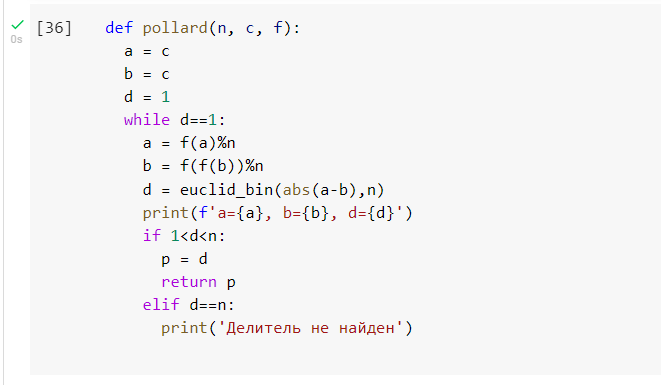 [36] def pollard(n, c, f):
a = c
b = c
d = 1
while d==1:
a = f(a)%n
b = f(f(b))%n
d = euclid_bin(abs(a-b),n)
print(f'a={a}, b={b}, d={d}')
if 1<d<n:
p = d
return p
elif d==n:
print('Делитель не найден')
0s